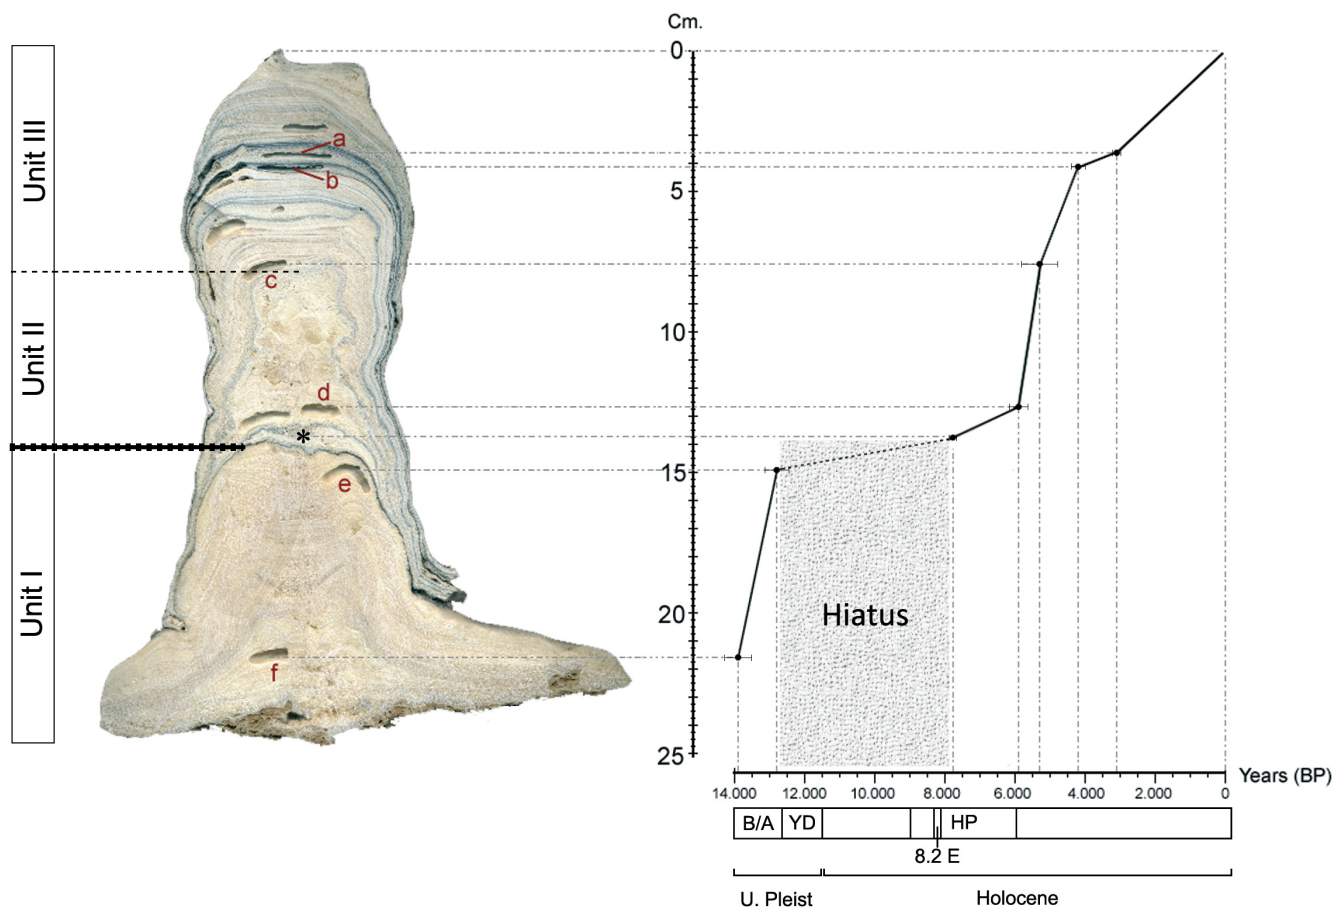 Cm.
0
5
10
15
20
25
Unit III
Unit II
Unit I
a
b
c
d
*
e
f
Hiatus
14.000 12.000 10.000 8.000 6.000 4.000 2.000 0
Years (BP)
B/A YD HP
8.2 E
U. Pleist Holocene